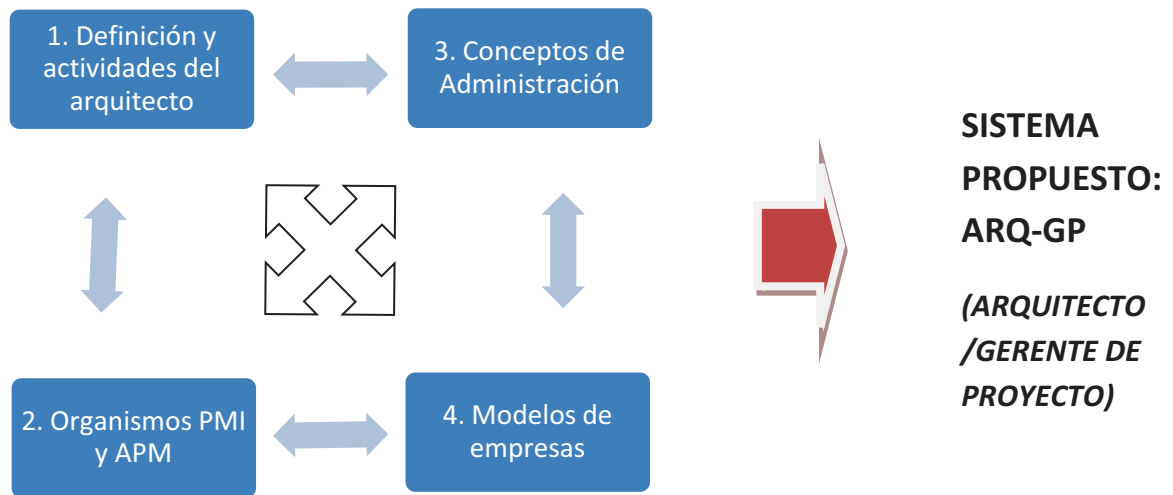 1. Definición y
actividades del
arquitecto
3. Conceptos de
Administración
2. Organismos PMI
y APM
4. Modelos de
empresas
SISTEMA
PROPUESTO:
ARQ-GP
(ARQUITECTO
/GERENTE DE
PROYECTO)